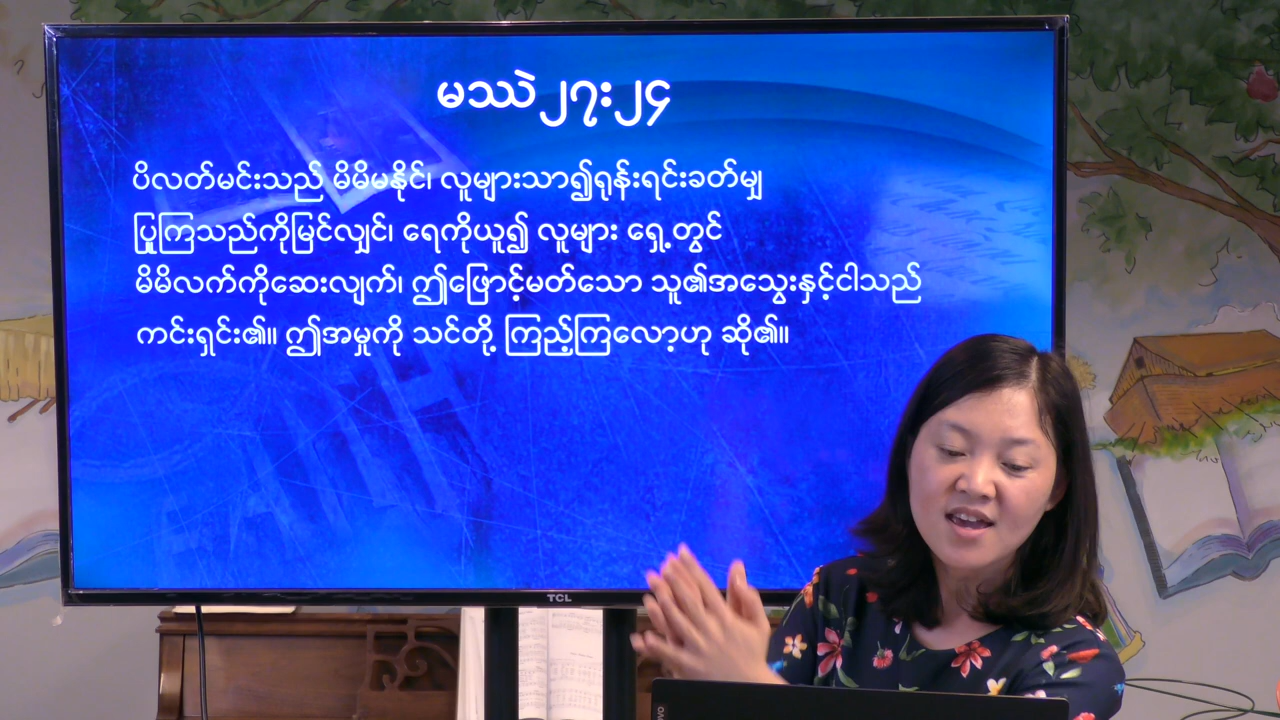 မဿဲ၂၇း၂၄
ပိလတ်မင်းသည် မိမိမနိုင်၊ လူများသာ၍ရုန်းရင်းခတ်မျှ
ပြုကြသည်ကိုမြင်လျှင်၊ ရေကိုယူ၍ လူများ ရှေ့တွင်
မိမိလက်ကိုဆေးလျက်၊ ဤဖြောင့်မတ်သော သူ၏အသွေးနှင့်ငါသည်
ကင်းရှင်း၏။ ဤအမှုကို သင်တို့ ကြည့်ကြလော့ဟု ဆို၏။
TCL